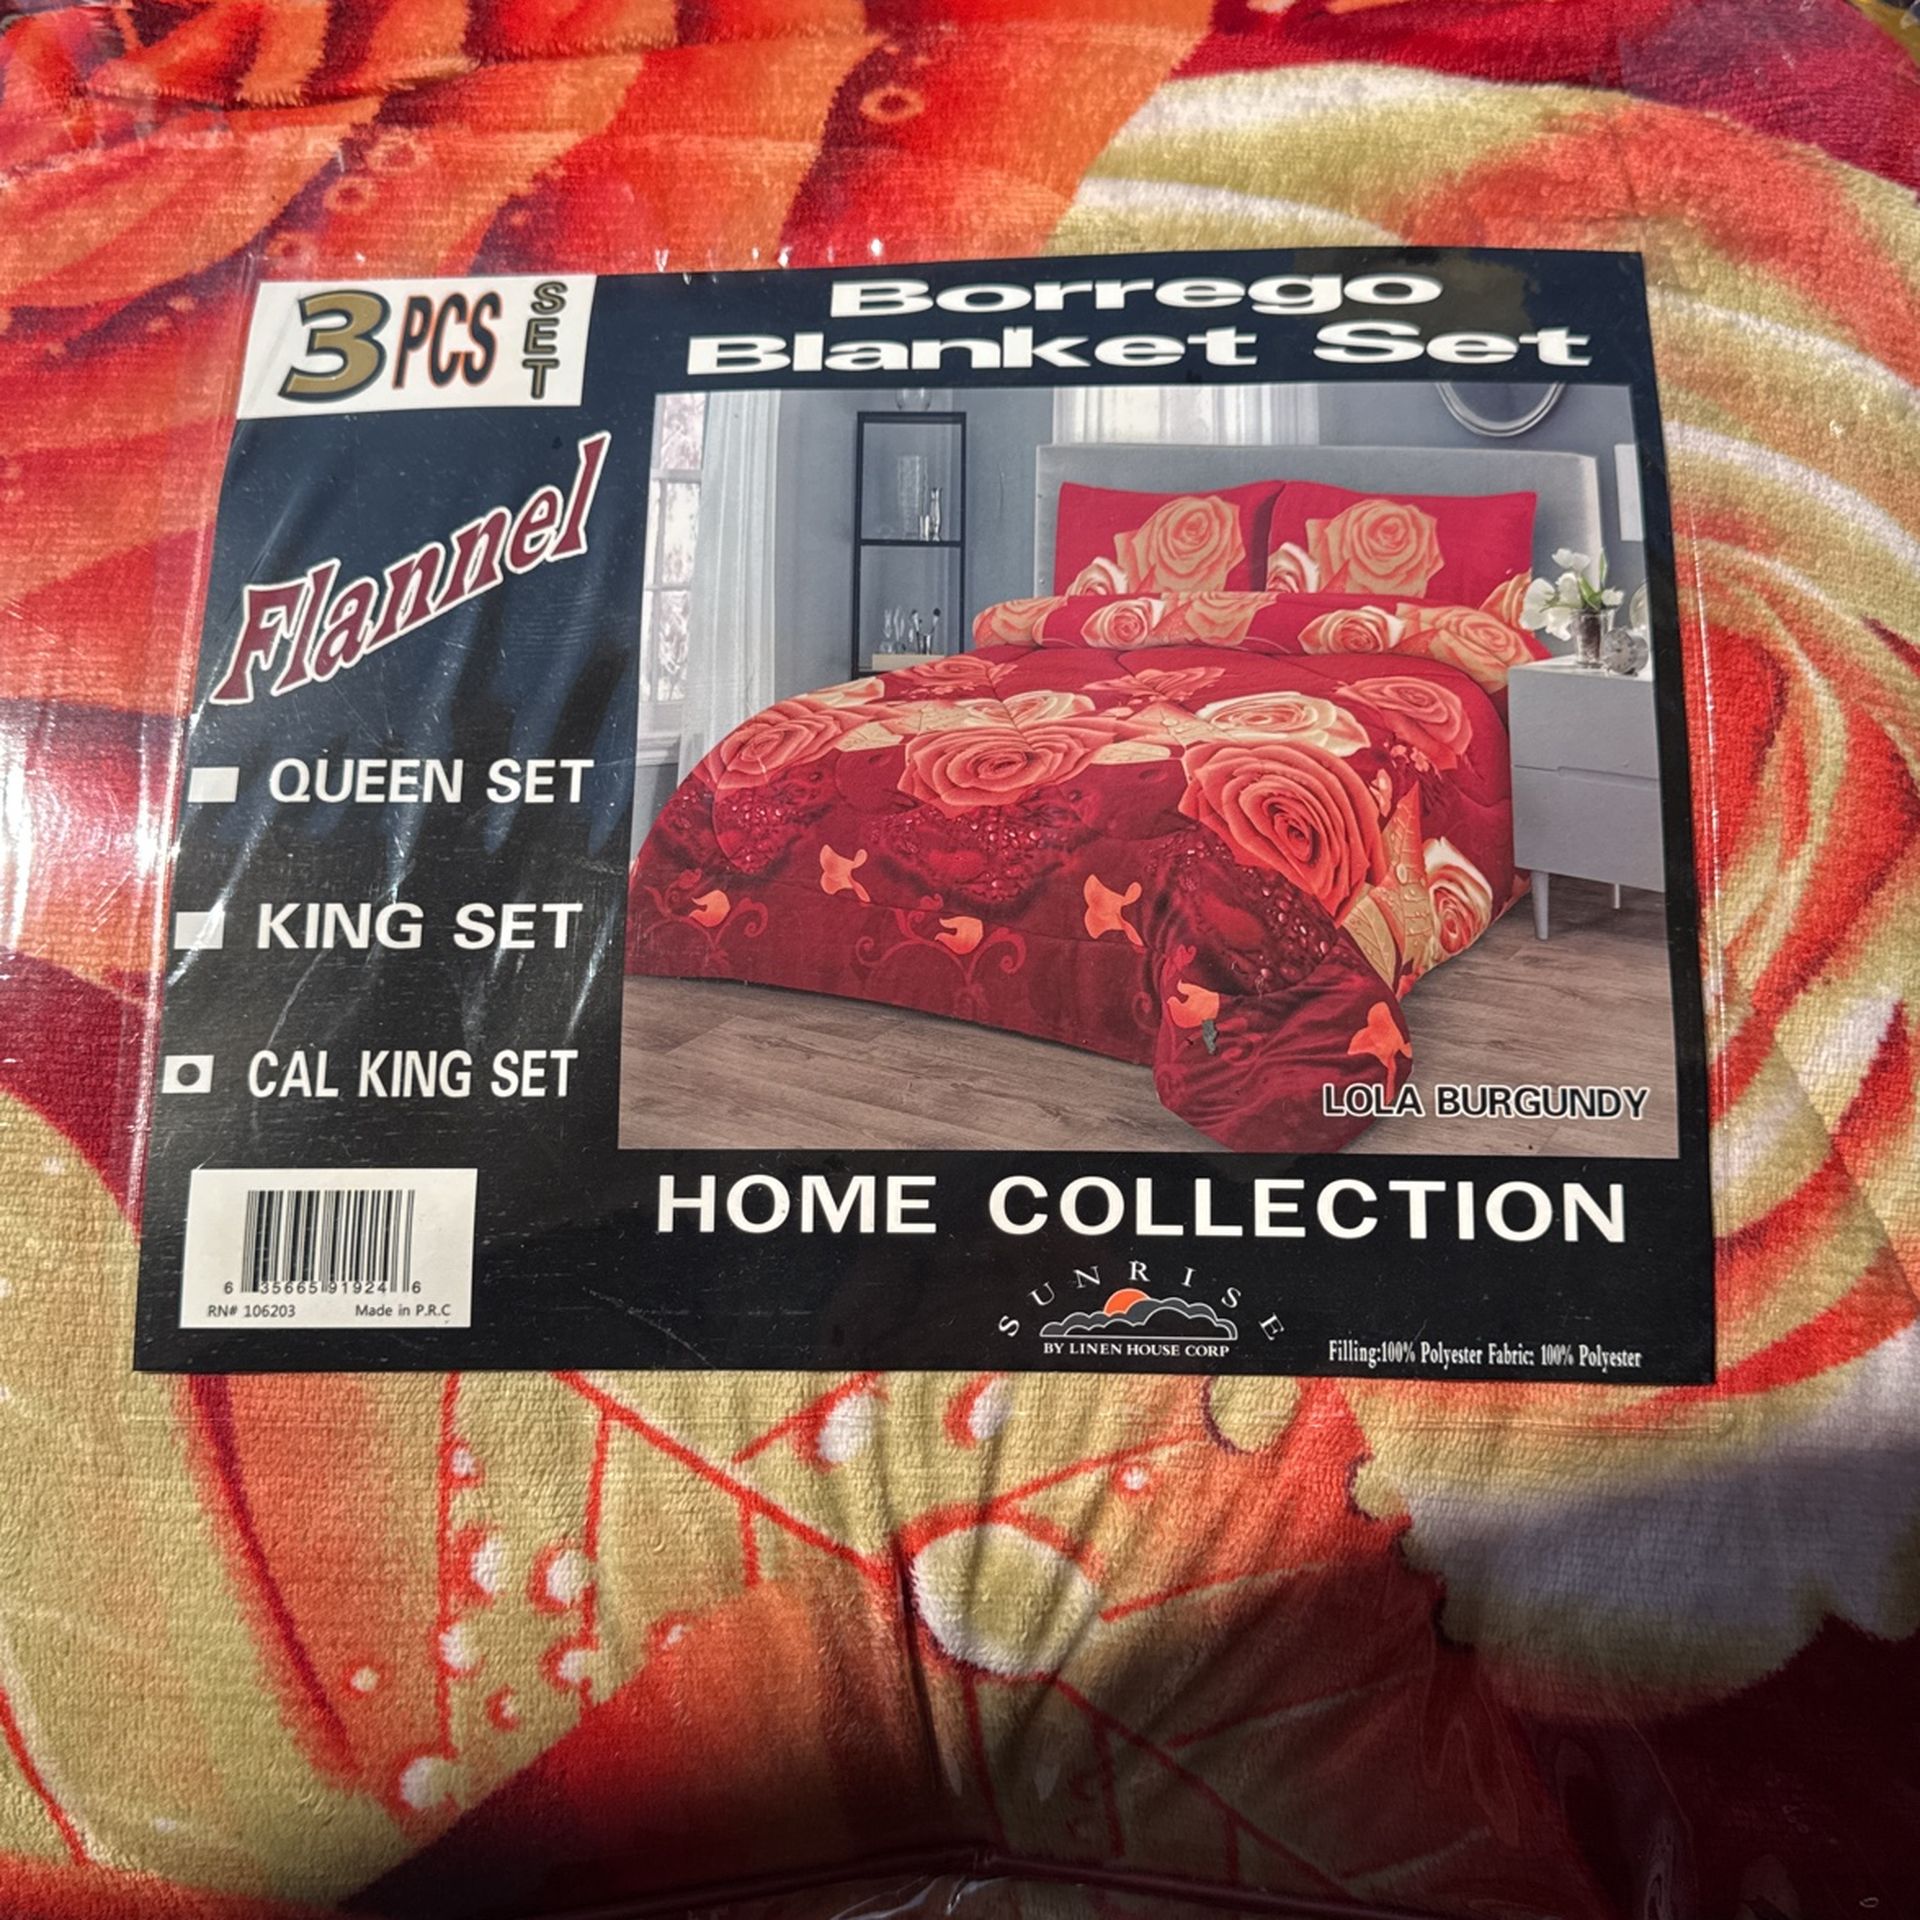 3 PCS SET
Borrego
Blanket Set
Flannel
QUEEN SET
KING SET
CAL KING SET
LOLA BURGUNDY
HOME COLLECTION
SUNRISE
BY LINEN HOUSE CORP
Filling:100% Polyester Fabric: 100% Polyester
6 35665 91924 6
RN# 106203 Made in P.R.C